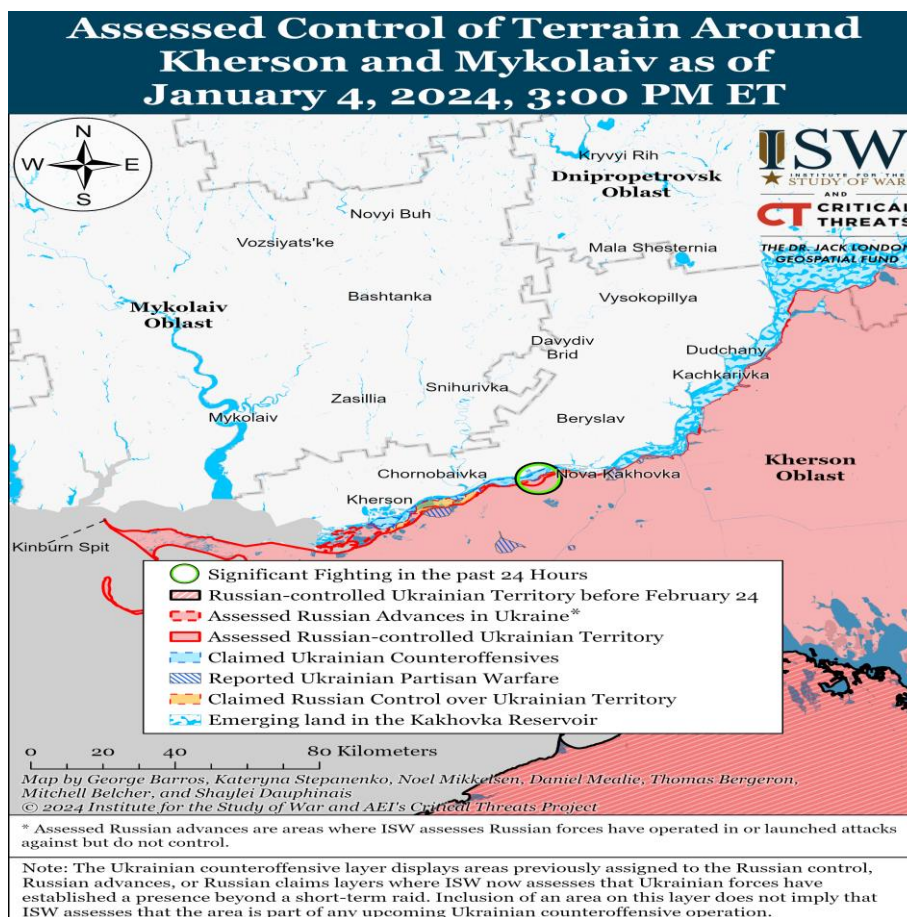 Assessed Control of Terrain Around
Kherson and Mykolaiv as of
January 4, 2024, 3:00 PM ET
N
W E
S
ISW
INSTITUTE FOR THE
STUDY OF WAR
AND
CT CRITICAL
THREATS
THE DR. JACK LONDON
GEOSPATIAL FUND
Kryvyi Rih
Dnipropetrovsk
Oblast
Novyi Buh
Vozsiyats'ke
Mala Shesternia
Bashtanka
Vysokopillya
Mykolaiv
Oblast
Davydiv
Brid
Dudchany
Kachkarivka
Snihurivka
Zasillia
Mykolaiv
Beryslav
Chornobaivka
Nova Kakhovka
Kherson
Oblast
Kherson
Kinburn Spit
Significant Fighting in the past 24 Hours
Russian-controlled Ukrainian Territory before February 24
Assessed Russian Advances in Ukraine*
Assessed Russian-controlled Ukrainian Territory
Claimed Ukrainian Counteroffensives
Reported Ukrainian Partisan Warfare
Claimed Russian Control over Ukrainian Territory
Emerging land in the Kakhovka Reservoir
0 20 40 80 Kilometers
Map by George Barros, Kateryna Stepanenko, Noel Mikkelsen, Daniel Mealie, Thomas Bergeron,
Mitchell Belcher, and Shaylei Dauphinais
© 2024 Institute for the Study of War and AEI's Critical Threats Project
* Assessed Russian advances are areas where ISW assesses Russian forces have operated in or launched attacks
against but do not control.
Note: The Ukrainian counteroffensive layer displays areas previously assigned to the Russian control,
Russian advances, or Russian claims layers where ISW now assesses that Ukrainian forces have
established a presence beyond a short-term raid. Inclusion of an area on this layer does not imply that
ISW assesses that the area is part of any upcoming Ukrainian counteroffensive operation.